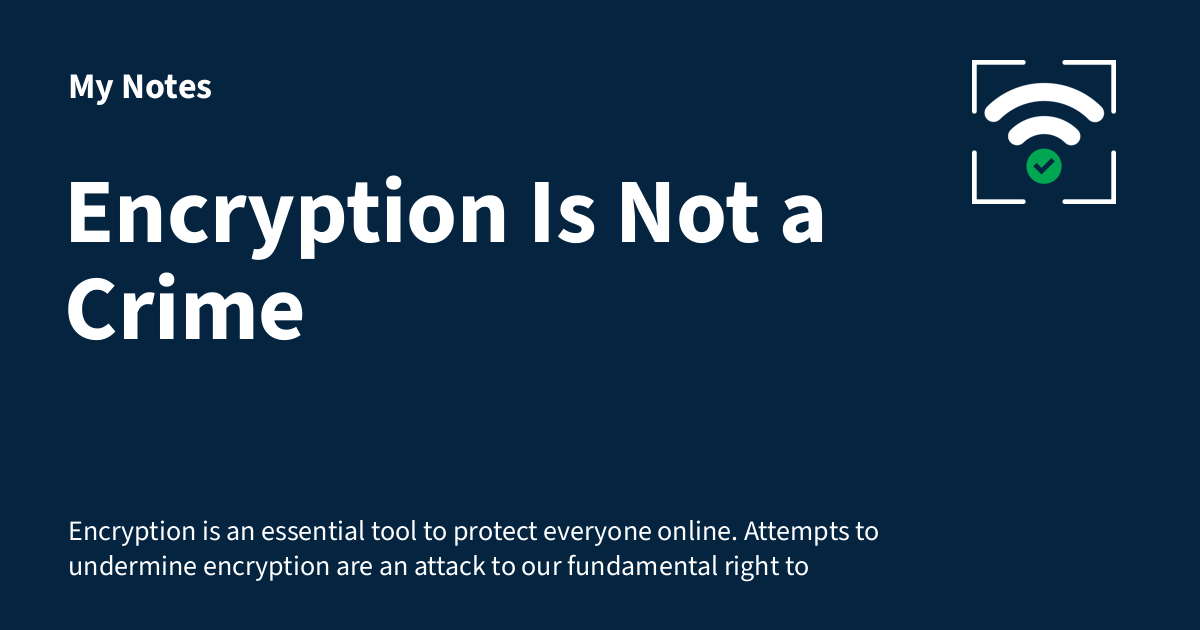 My Notes
Encryption Is Not a
Crime
Encryption is an essential tool to protect everyone online. Attempts to
undermine encryption are an attack to our fundamental right to